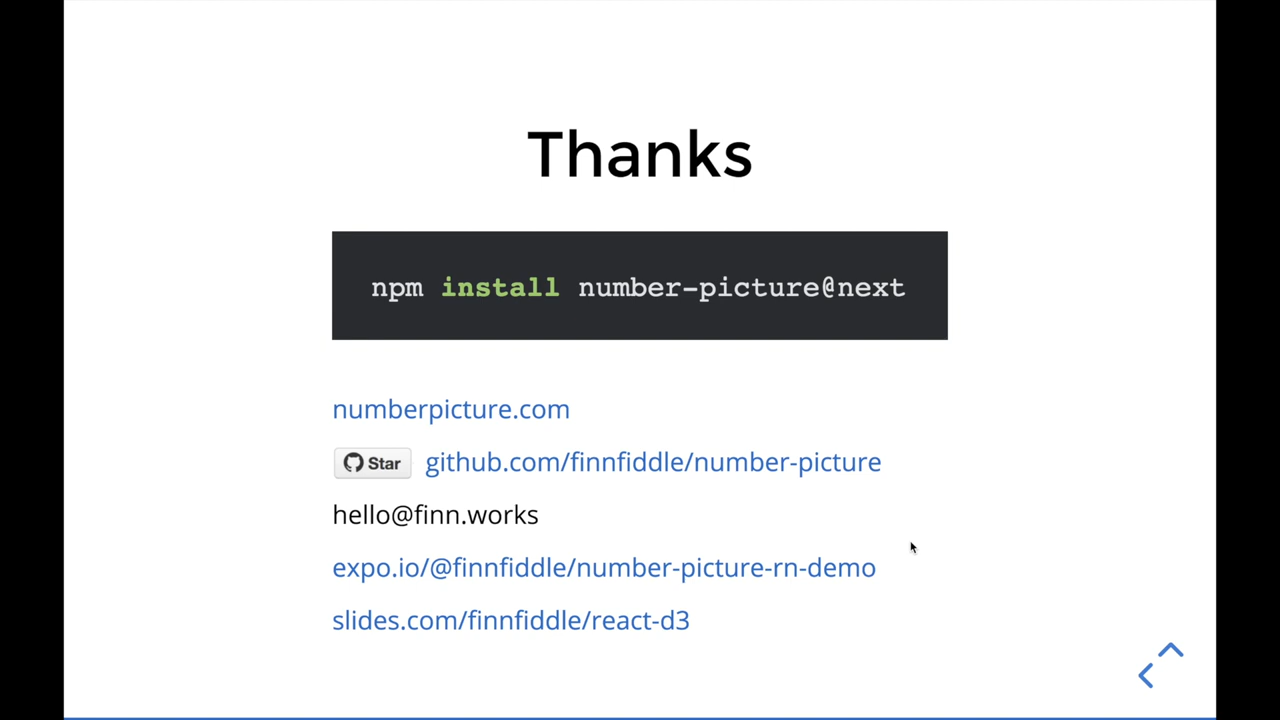 Thanks
npm install number-picture@next
numberpicture.com
Star github.com/finnfiddle/number-picture
hello@finn.works
expo.io/@finnfiddle/number-picture-rn-demo
slides.com/finnfiddle/react-d3